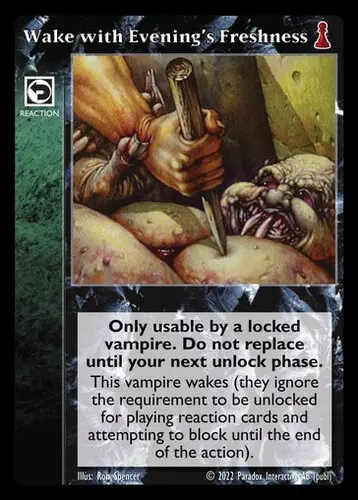 Wake with Evening's Freshness
REACTION
Only usable by a locked
vampire. Do not replace
until your next unlock phase.
This vampire wakes (they ignore
the requirement to be unlocked
for playing reaction cards and
attempting to block until the end
of the action).
Illus: Ron Spencer © 2022 Paradox Interactive AB (publ)